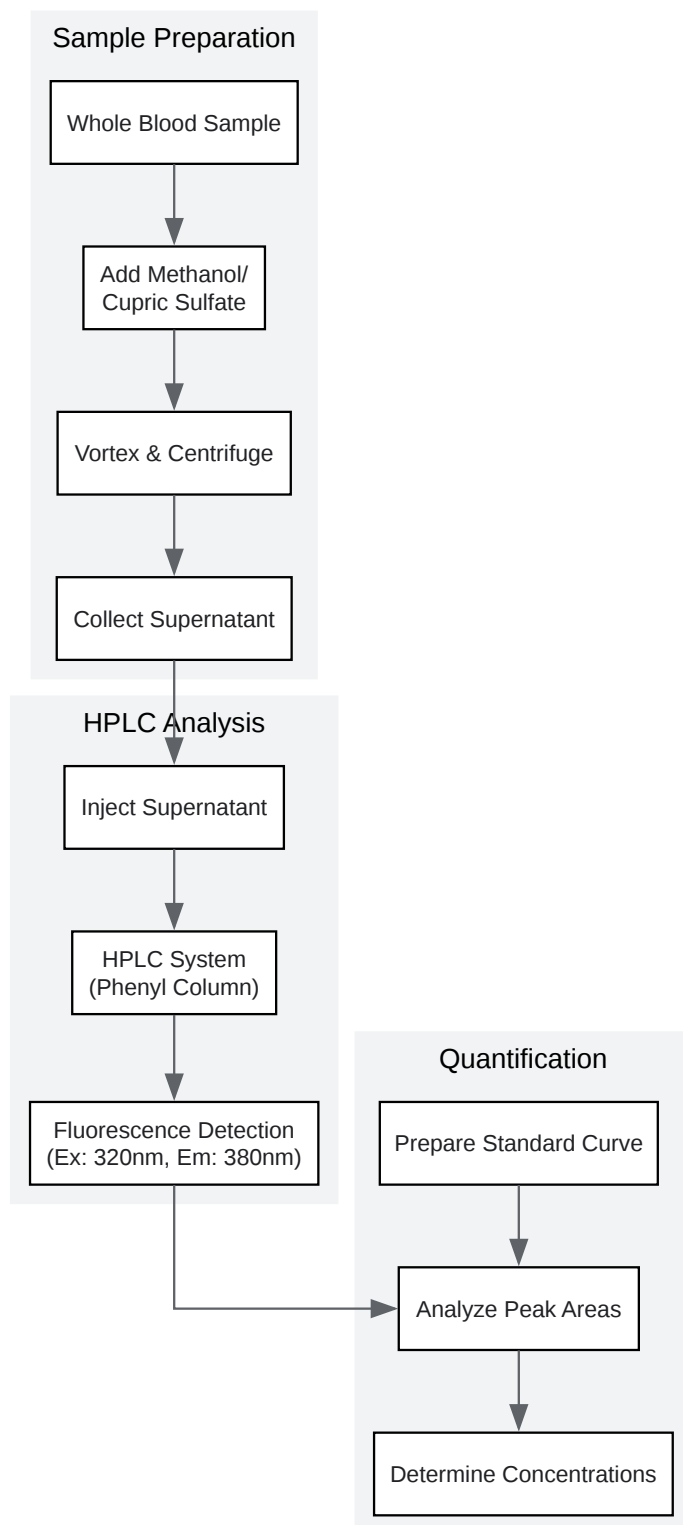 Sample Preparation
Whole Blood Sample
Add Methanol/
Cupric Sulfate
Vortex & Centrifuge
Collect Supernatant
HPLC Analysis
Inject Supernatant
HPLC System
(Phenyl Column)
Fluorescence Detection
(Ex: 320nm, Em: 380nm)
Quantification
Prepare Standard Curve
Analyze Peak Areas
Determine Concentrations